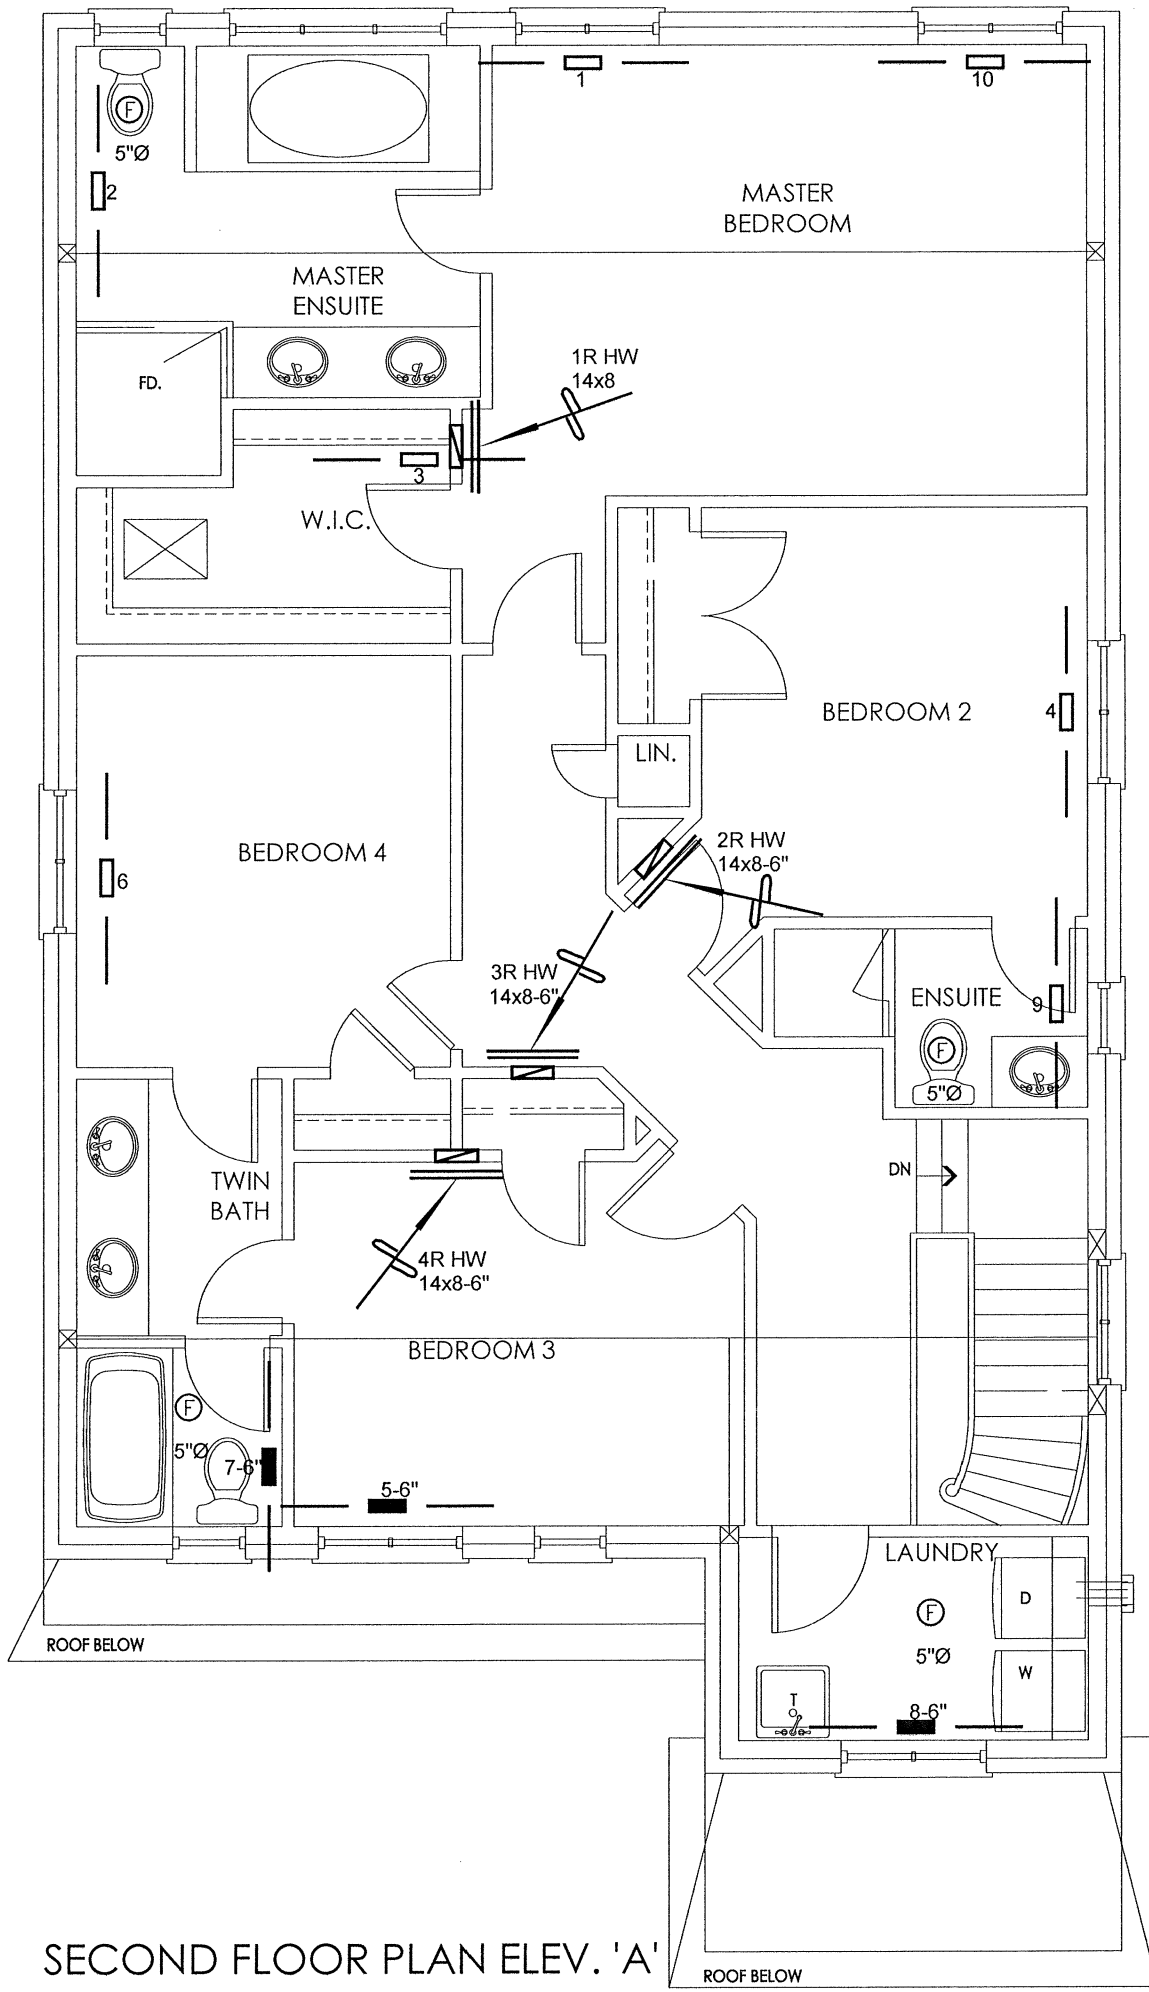 1
10
F
5"Ø
2
MASTER
BEDROOM
MASTER
ENSUITE
FD.
1R HW
14x8
3
W.I.C.
BEDROOM 2
4
LIN.
BEDROOM 4
6
2R HW
14x8-6"
3R HW
14x8-6"
ENSUITE
9
F
5"Ø
DN
TWIN
BATH
4R HW
14x8-6"
BEDROOM 3
F
5"Ø
7-6"
5-6"
LAUNDRY
D
F
5"Ø
W
T
8-6"
ROOF BELOW
SECOND FLOOR PLAN ELEV. 'A'
ROOF BELOW